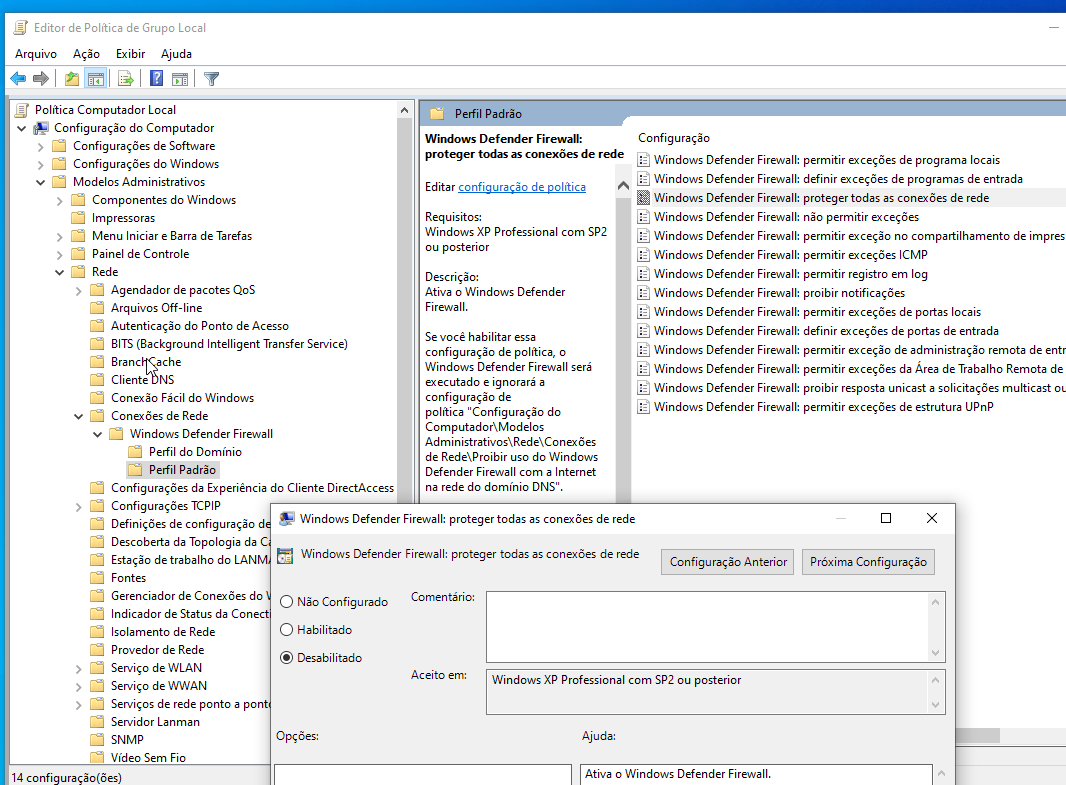 Editor de Política de Grupo Local
Arquivo Ação Exibir Ajuda
Política Computador Local
Configuração do Computador
Configurações de Software
Configurações do Windows
Modelos Administrativos
Componentes do Windows
Impressoras
Menu Iniciar e Barra de Tarefas
Painel de Controle
Rede
Agendador de pacotes QoS
Arquivos Off-line
Autenticação do Ponto de Acesso
BITS (Background Intelligent Transfer Service)
BranchCache
Cliente DNS
Conexão Fácil do Windows
Conexões de Rede
Windows Defender Firewall
Perfil do Domínio
Perfil Padrão
Configurações da Experiência do Cliente DirectAccess
Configurações TCPIP
Definições de configuração de
Descoberta da Topologia da Ca
Estação de trabalho do LANMA
Fontes
Gerenciador de Conexões do W
Indicador de Status da Conecti
Isolamento de Rede
Provedor de Rede
Serviço de WLAN
Serviço de WWAN
Serviços de rede ponto a ponto
Servidor Lanman
SNMP
Vídeo Sem Fio
14 configuração(ões)
Perfil Padrão
Windows Defender Firewall:
proteger todas as conexões de rede
Editar configuração de política
Requisitos:
Windows XP Professional com SP2
ou posterior
Descrição:
Ativa o Windows Defender
Firewall.
Se você habilitar essa
configuração de política, o
Windows Defender Firewall será
executado e ignorará a
configuração de
política "Configuração do
Computador\Modelos
Administrativos\Rede\Conexões
de Rede\Proibir uso do Windows
Defender Firewall com a Internet
na rede do domínio DNS".
Configuração
Windows Defender Firewall: permitir exceções de programa locais
Windows Defender Firewall: definir exceções de programas de entrada
Windows Defender Firewall: proteger todas as conexões de rede
Windows Defender Firewall: não permitir exceções
Windows Defender Firewall: permitir exceção no compartilhamento de impres
Windows Defender Firewall: permitir exceções ICMP
Windows Defender Firewall: permitir registro em log
Windows Defender Firewall: proibir notificações
Windows Defender Firewall: permitir exceções de portas locais
Windows Defender Firewall: definir exceções de portas de entrada
Windows Defender Firewall: permitir exceção de administração remota de entr
Windows Defender Firewall: permitir exceções da Área de Trabalho Remota de
Windows Defender Firewall: proibir resposta unicast a solicitações multicast ou
Windows Defender Firewall: permitir exceções de estrutura UPnP
Windows Defender Firewall: proteger todas as conexões de rede
Windows Defender Firewall: proteger todas as conexões de rede
Configuração Anterior
Próxima Configuração
Não Configurado
Habilitado
Desabilitado
Comentário:
Aceito em:
Windows XP Professional com SP2 ou posterior
Opções:
Ajuda:
Ativa o Windows Defender Firewall.